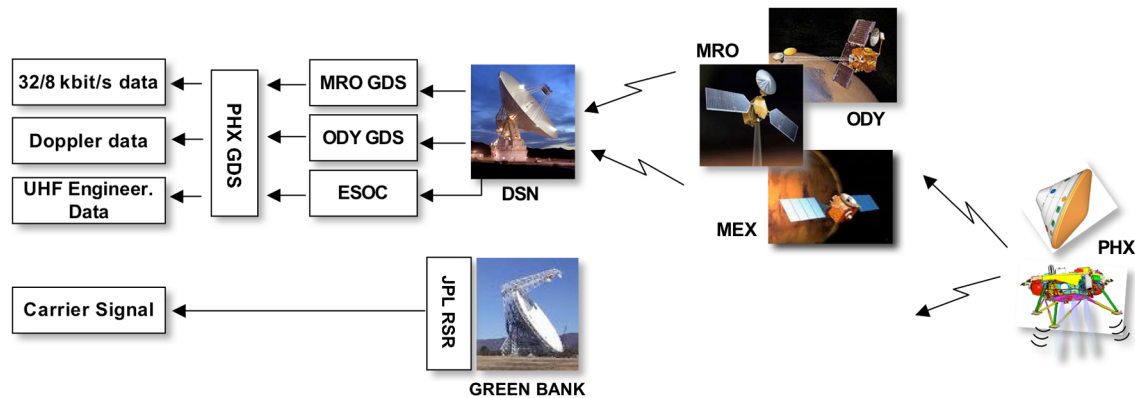 32/8 kbit/s data
Doppler data
UHF Engineer.
Data
PHX GDS
MRO GDS
ODY GDS
ESOC
DSN
MRO
ODY
MEX
PHX
Carrier Signal
JPL RSR
GREEN BANK